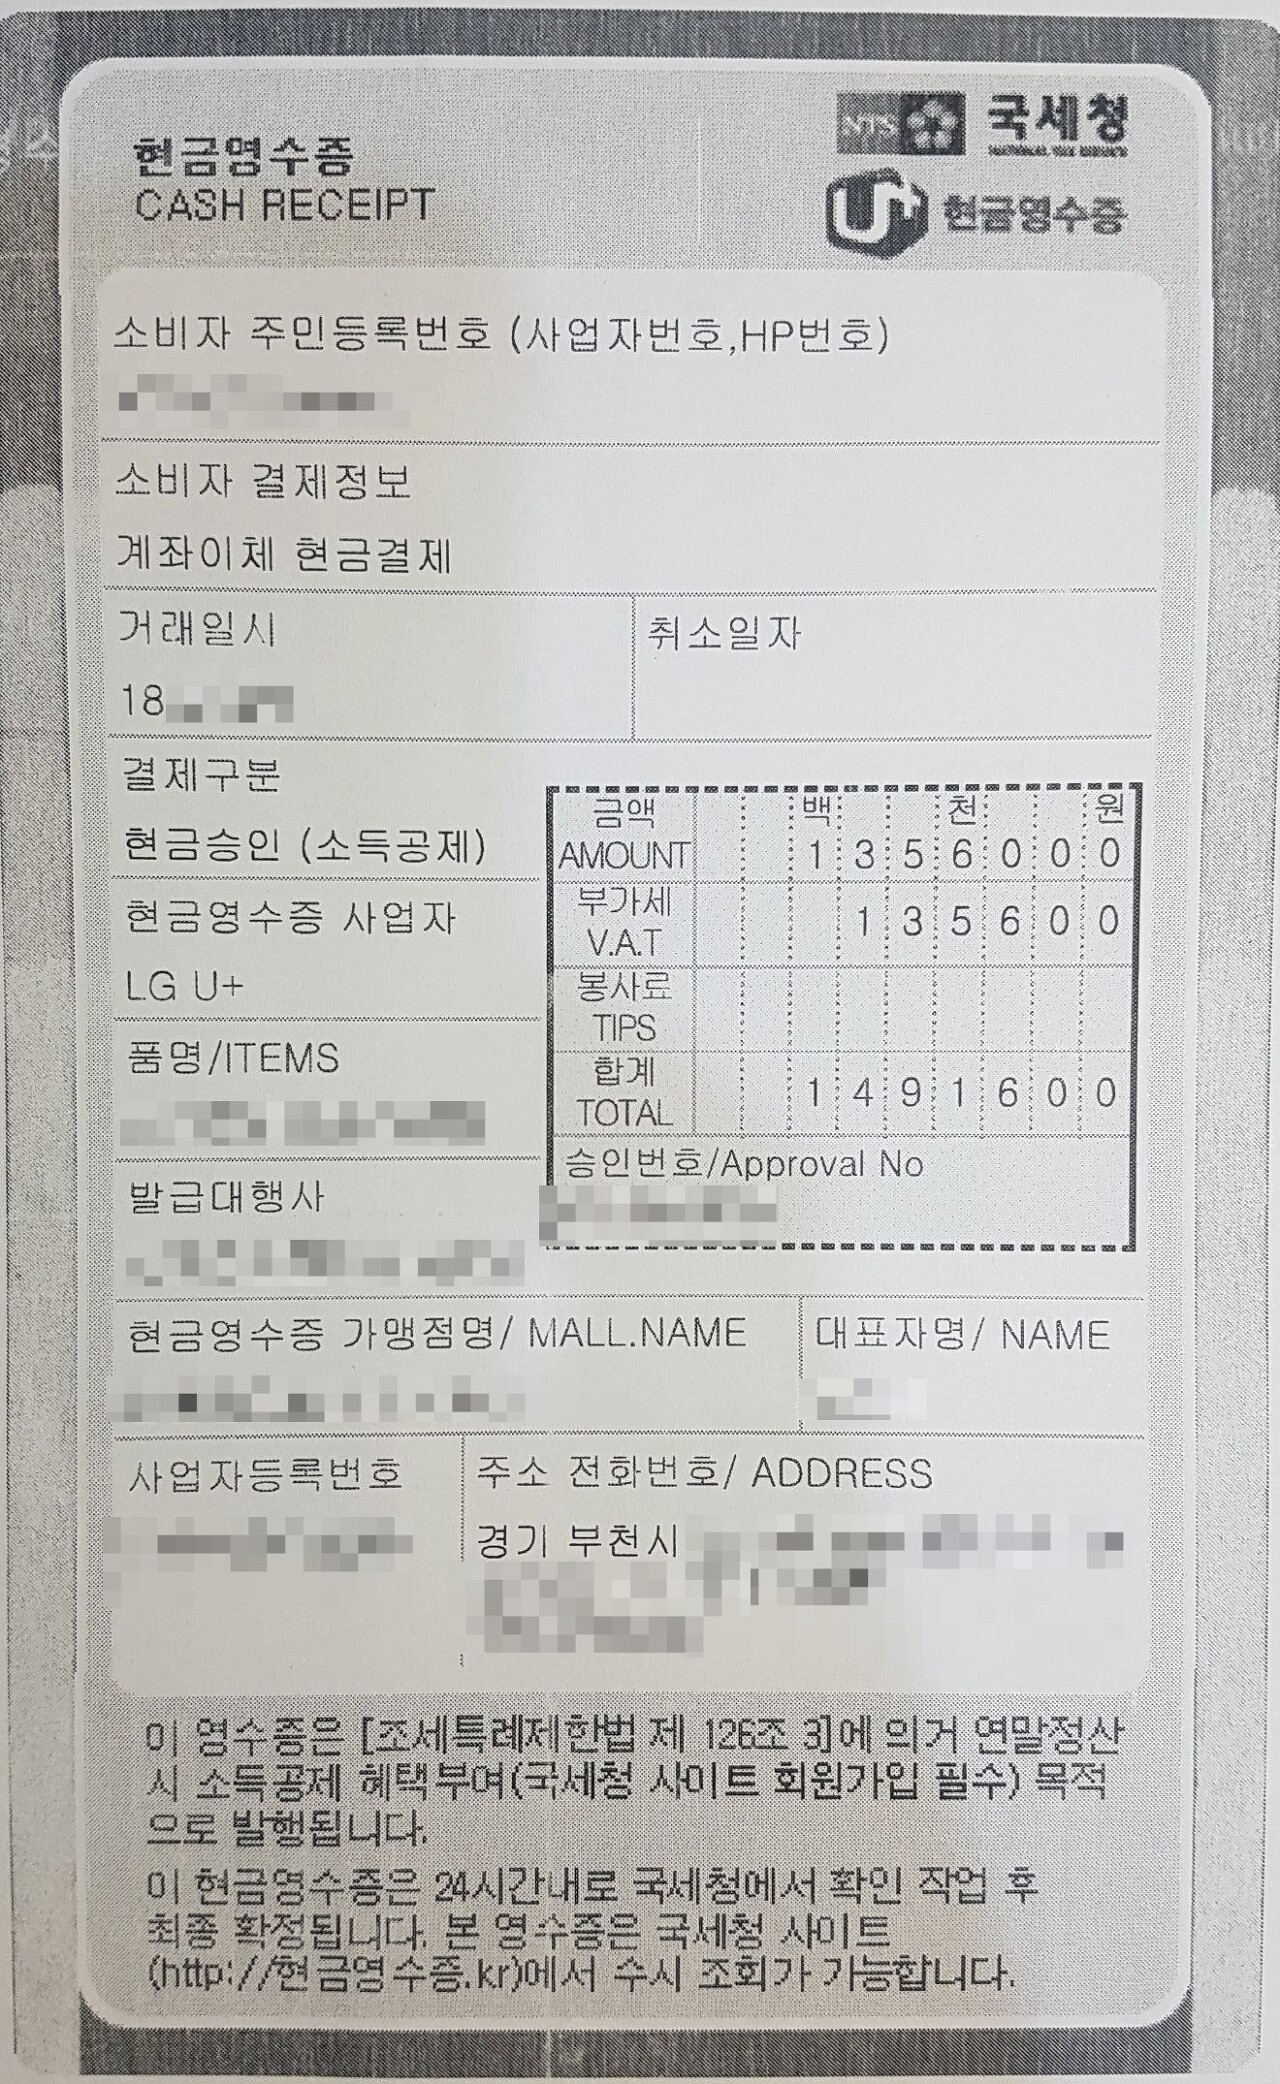 현금영수증
CASH RECEIPT
NTS 국세청
NATIONAL TAX SERVICE
U+ 현금영수증
소비자 주민등록번호 (사업자번호,HP번호)
소비자 결제정보
계좌이체 현금결제
거래일시
취소일자
18
결제구분
현금승인 (소득공제)
현금영수증 사업자
LG U+
품명/ITEMS
발급대행사
금액 백 천 원
AMOUNT 1 3 5 6 0 0 0
부가세
V.A.T 1 3 5 6 0 0
봉사료
TIPS
합계
TOTAL 1 4 9 1 6 0 0
승인번호/Approval No
현금영수증 가맹점명/ MALL.NAME
대표자명/ NAME
사업자등록번호
주소 전화번호/ ADDRESS
경기 부천시
이 영수증은 [조세특례제한법 제 126조 3]에 의거 연말정산
시 소득공제 혜택부여(국세청 사이트 회원가입 필수) 목적
으로 발행됩니다.
이 현금영수증은 24시간내로 국세청에서 확인 작업 후
최종 확정됩니다. 본 영수증은 국세청 사이트
(http://현금영수증.kr)에서 수시 조회가 가능합니다.